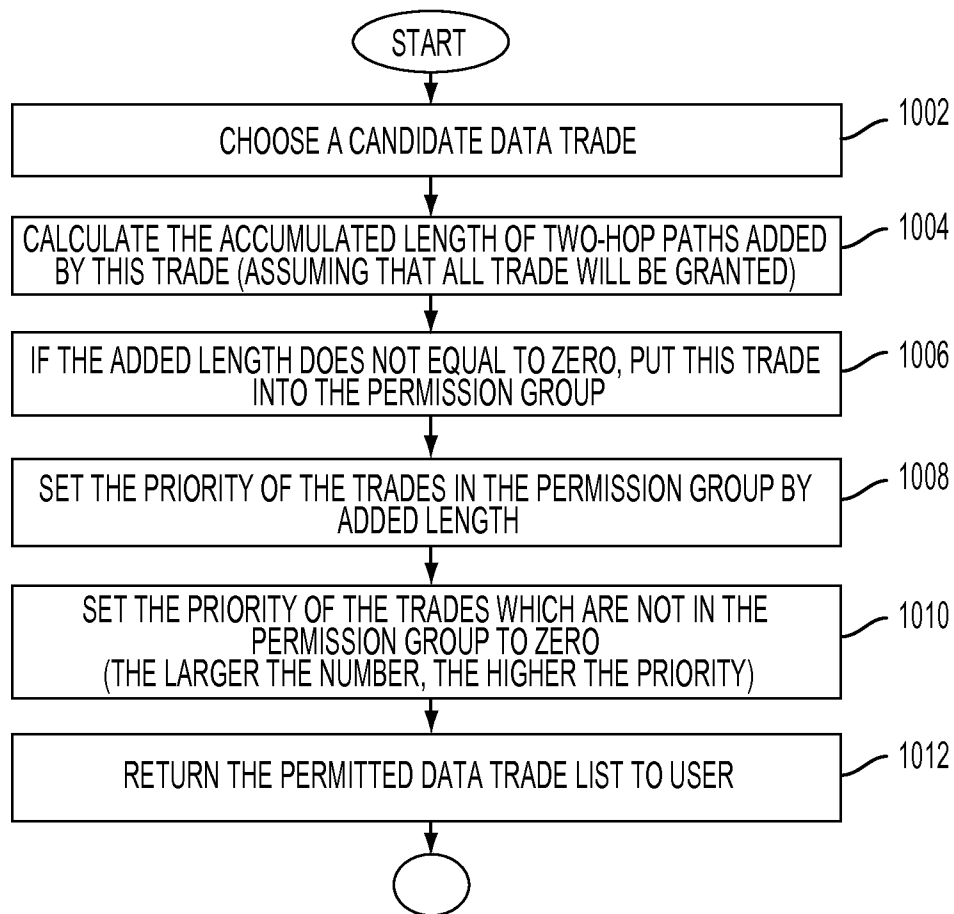 START
CHOOSE A CANDIDATE DATA TRADE
1002
CALCULATE THE ACCUMULATED LENGTH OF TWO-HOP PATHS ADDED
BY THIS TRADE (ASSUMING THAT ALL TRADE WILL BE GRANTED)
1004
IF THE ADDED LENGTH DOES NOT EQUAL TO ZERO, PUT THIS TRADE
INTO THE PERMISSION GROUP
1006
SET THE PRIORITY OF THE TRADES IN THE PERMISSION GROUP BY
ADDED LENGTH
1008
SET THE PRIORITY OF THE TRADES WHICH ARE NOT IN THE
PERMISSION GROUP TO ZERO
(THE LARGER THE NUMBER, THE HIGHER THE PRIORITY)
1010
RETURN THE PERMITTED DATA TRADE LIST TO USER
1012